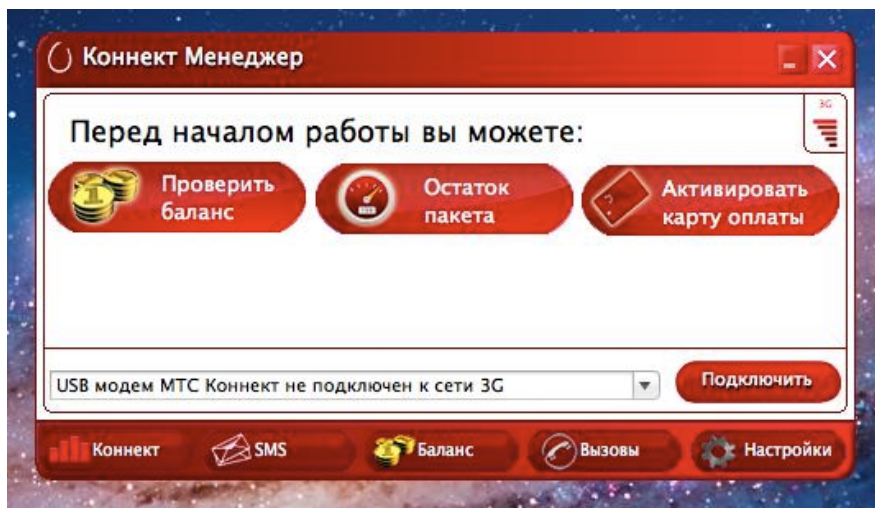 Коннект Менеджер
3G
Перед началом работы вы можете:
Проверить
баланс
Остаток
пакета
Активировать
карту оплаты
USB модем МТС Коннект не подключен к сети 3G
Подключить
Коннект
SMS
Баланс
Вызовы
Настройки